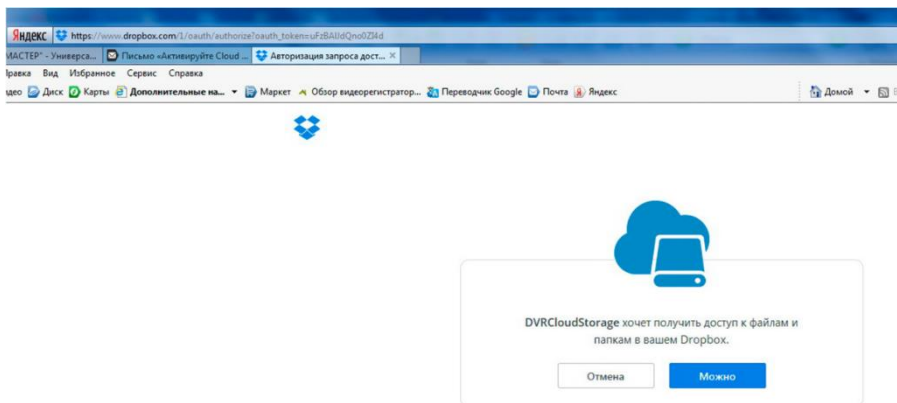 Яндекс https://www.dropbox.com/1/oauth/authorize?oauth_token=uFzBAlJdQno0ZJ4d
МАСТЕР" - Универса... Письмо «Активируйте Cloud ... Авторизация запроса дост... ×
Правка Вид Избранное Сервис Справка
Диск Карты Дополнительные на... Маркет Обзор видеорегистратор... Переводчик Google Почта Яндекс Домой
DVRCloudStorage хочет получить доступ к файлам и
папкам в вашем Dropbox.
Отмена Можно